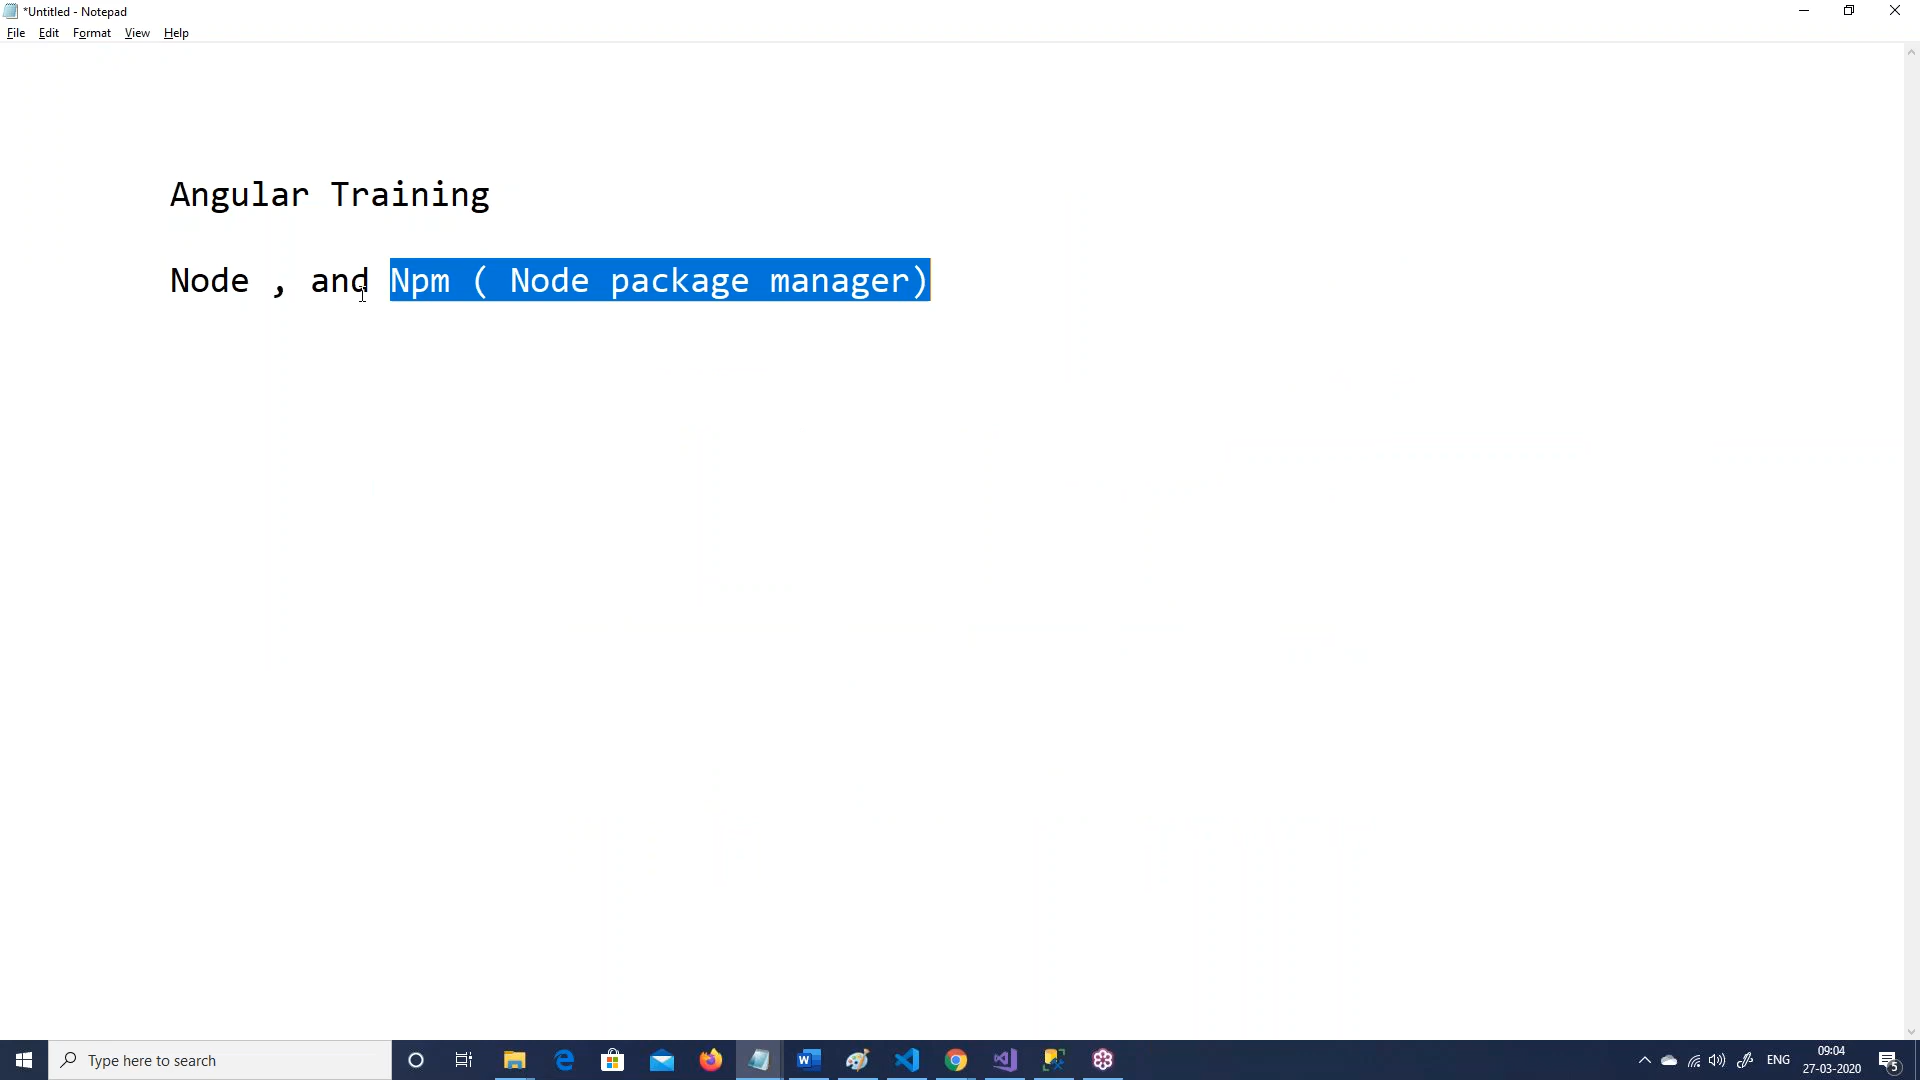 *Untitled - Notepad
File Edit Format View Help
Angular Training
Node , and Npm ( Node package manager)
Type here to search
ENG
09:04
27-03-2020
5